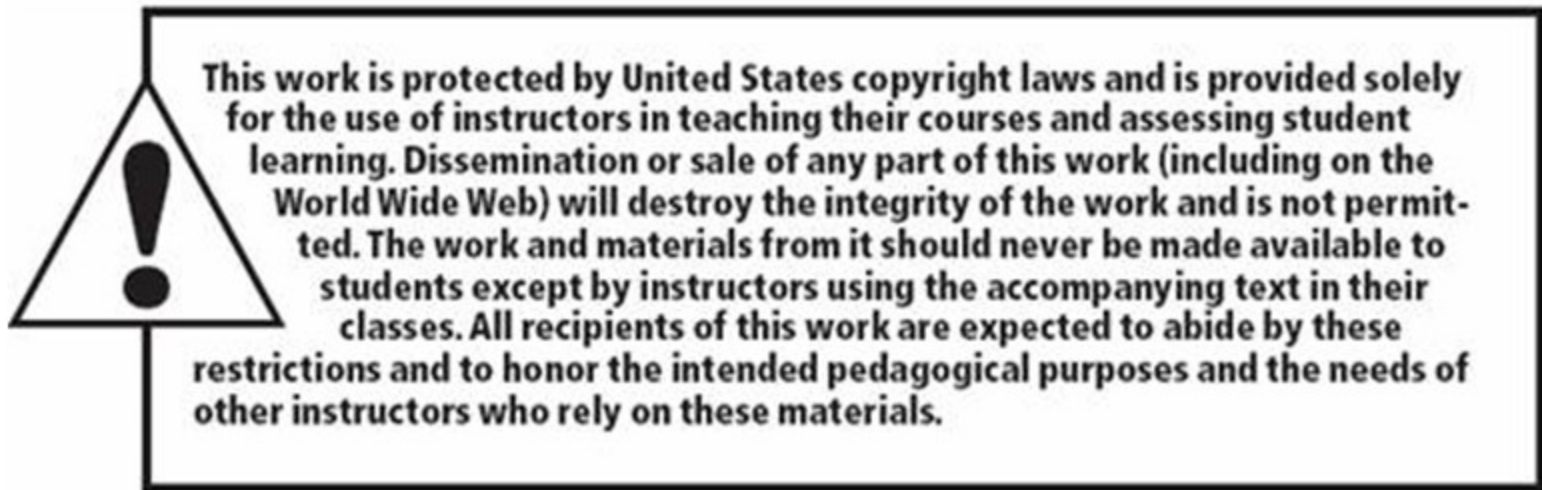 This work is protected by United States copyright laws and is provided solely
for the use of instructors in teaching their courses and assessing student
learning. Dissemination or sale of any part of this work (including on the
World Wide Web) will destroy the integrity of the work and is not permit-
ted. The work and materials from it should never be made available to
students except by instructors using the accompanying text in their
classes. All recipients of this work are expected to abide by these
restrictions and to honor the intended pedagogical purposes and the needs of
other instructors who rely on these materials.